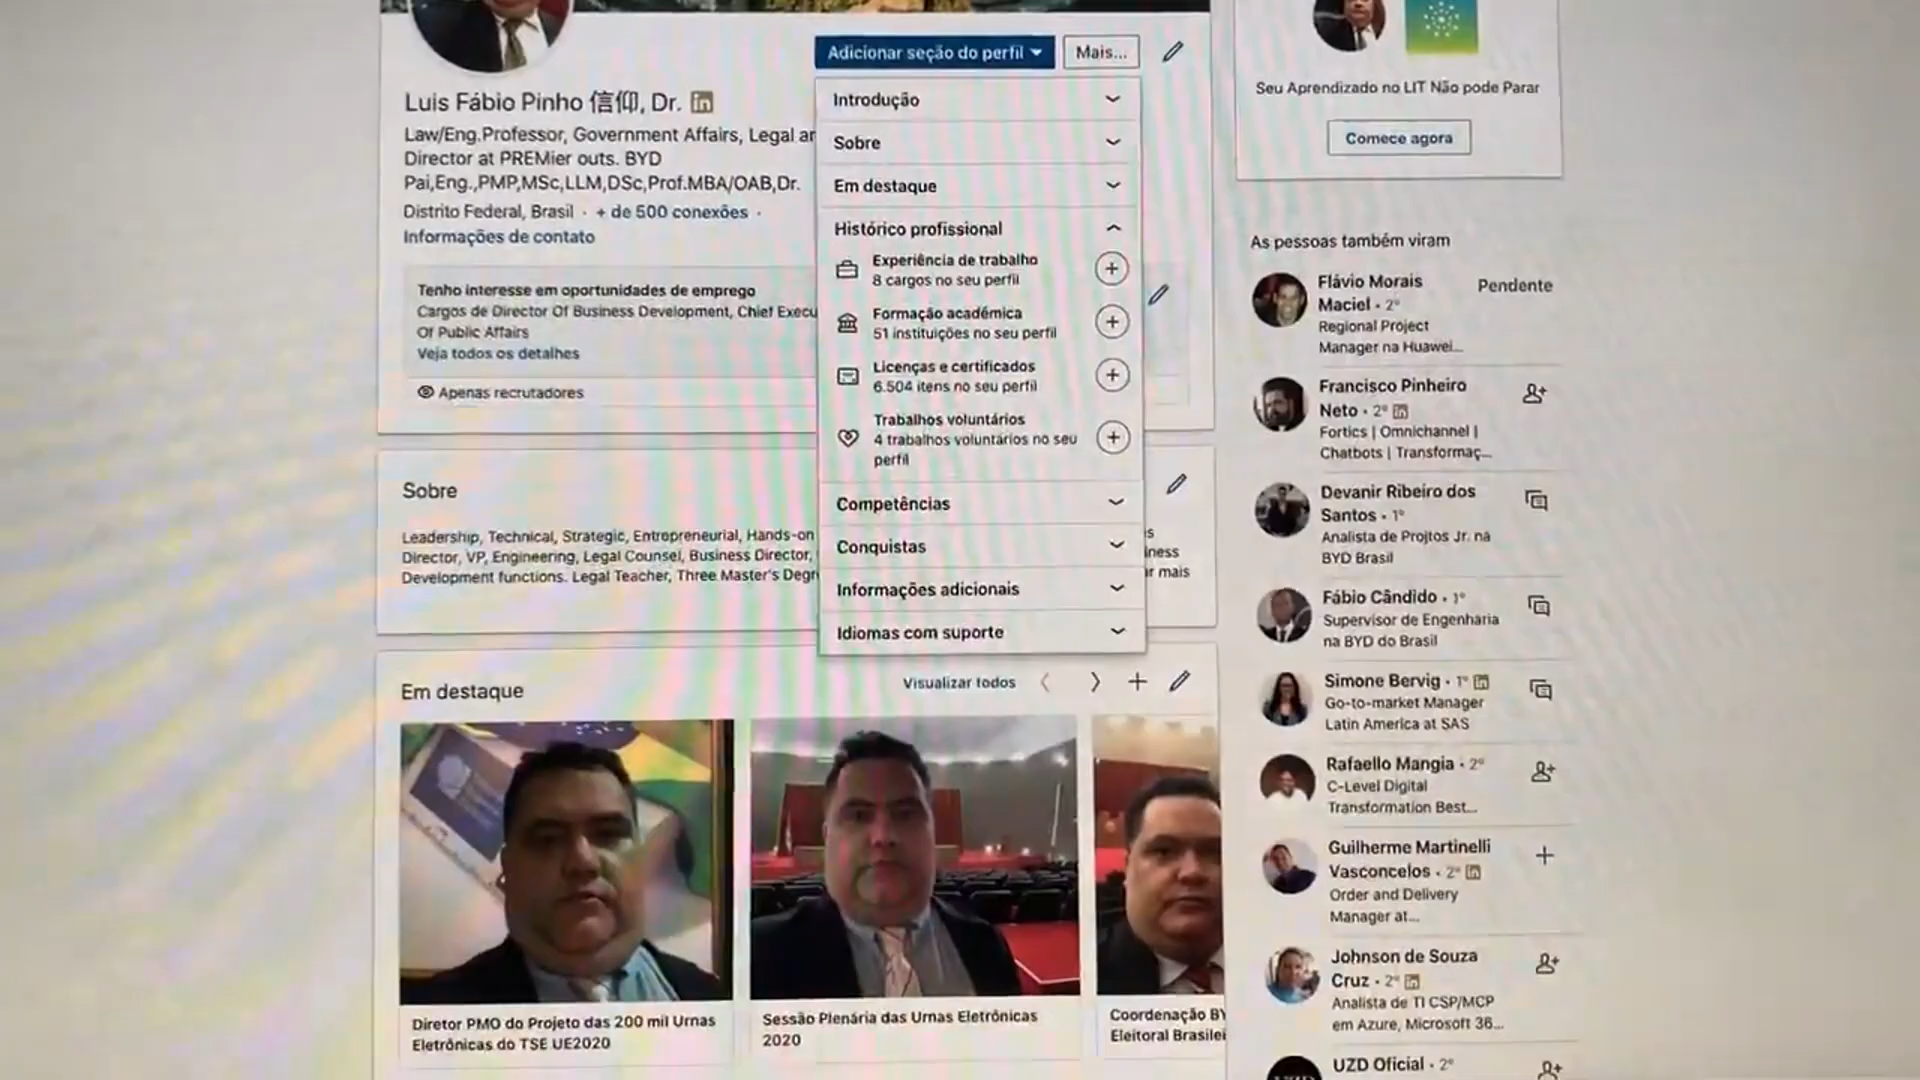 Adicionar seção do perfil
Mais...
Luis Fábio Pinho 信仰, Dr.
Law/Eng.Professor, Government Affairs, Legal ar
Director at PREMier outs. BYD
Pai,Eng.,PMP,MSc,LLM,DSc,Prof.MBA/OAB,Dr.
Distrito Federal, Brasil · + de 500 conexões ·
Informações de contato
Tenho interesse em oportunidades de emprego
Cargos de Director Of Business Development, Chief Execu
Of Public Affairs
Veja todos os detalhes
Apenas recrutadores
Introdução
Sobre
Em destaque
Histórico profissional
Experiência de trabalho
8 cargos no seu perfil
Formação acadêmica
51 instituições no seu perfil
Licenças e certificados
6.504 itens no seu perfil
Trabalhos voluntários
4 trabalhos voluntários no seu
perfil
Competências
Conquistas
Informações adicionais
Idiomas com suporte
Sobre
Leadership, Technical, Strategic, Entrepreneurial, Hands-on
Director, VP, Engineering, Legal Counsel, Business Director,
Development functions. Legal Teacher, Three Master's Degr
s
iness
r mais
Em destaque
Visualizar todos
Diretor PMO do Projeto das 200 mil Urnas
Eletrônicas do TSE UE2020
Sessão Plenária das Urnas Eletrônicas
2020
Coordenação BY
Eleitoral Brasilei
Seu Aprendizado no LIT Não pode Parar
Comece agora
As pessoas também viram
Flávio Morais
Maciel · 2º
Pendente
Regional Project
Manager na Huawei...
Francisco Pinheiro
Neto · 2º
Fortics | Omnichannel |
Chatbots | Transformaç...
Devanir Ribeiro dos
Santos · 1º
Analista de Projtos Jr. na
BYD Brasil
Fábio Cândido · 1º
Supervisor de Engenharia
na BYD do Brasil
Simone Bervig · 1º
Go-to-market Manager
Latin America at SAS
Rafaello Mangia · 2º
C-Level Digital
Transformation Best...
Guilherme Martinelli
Vasconcelos · 2º
Order and Delivery
Manager at...
Johnson de Souza
Cruz · 2º
Analista de TI CSP/MCP
em Azure, Microsoft 36...
UZD Oficial · 2º